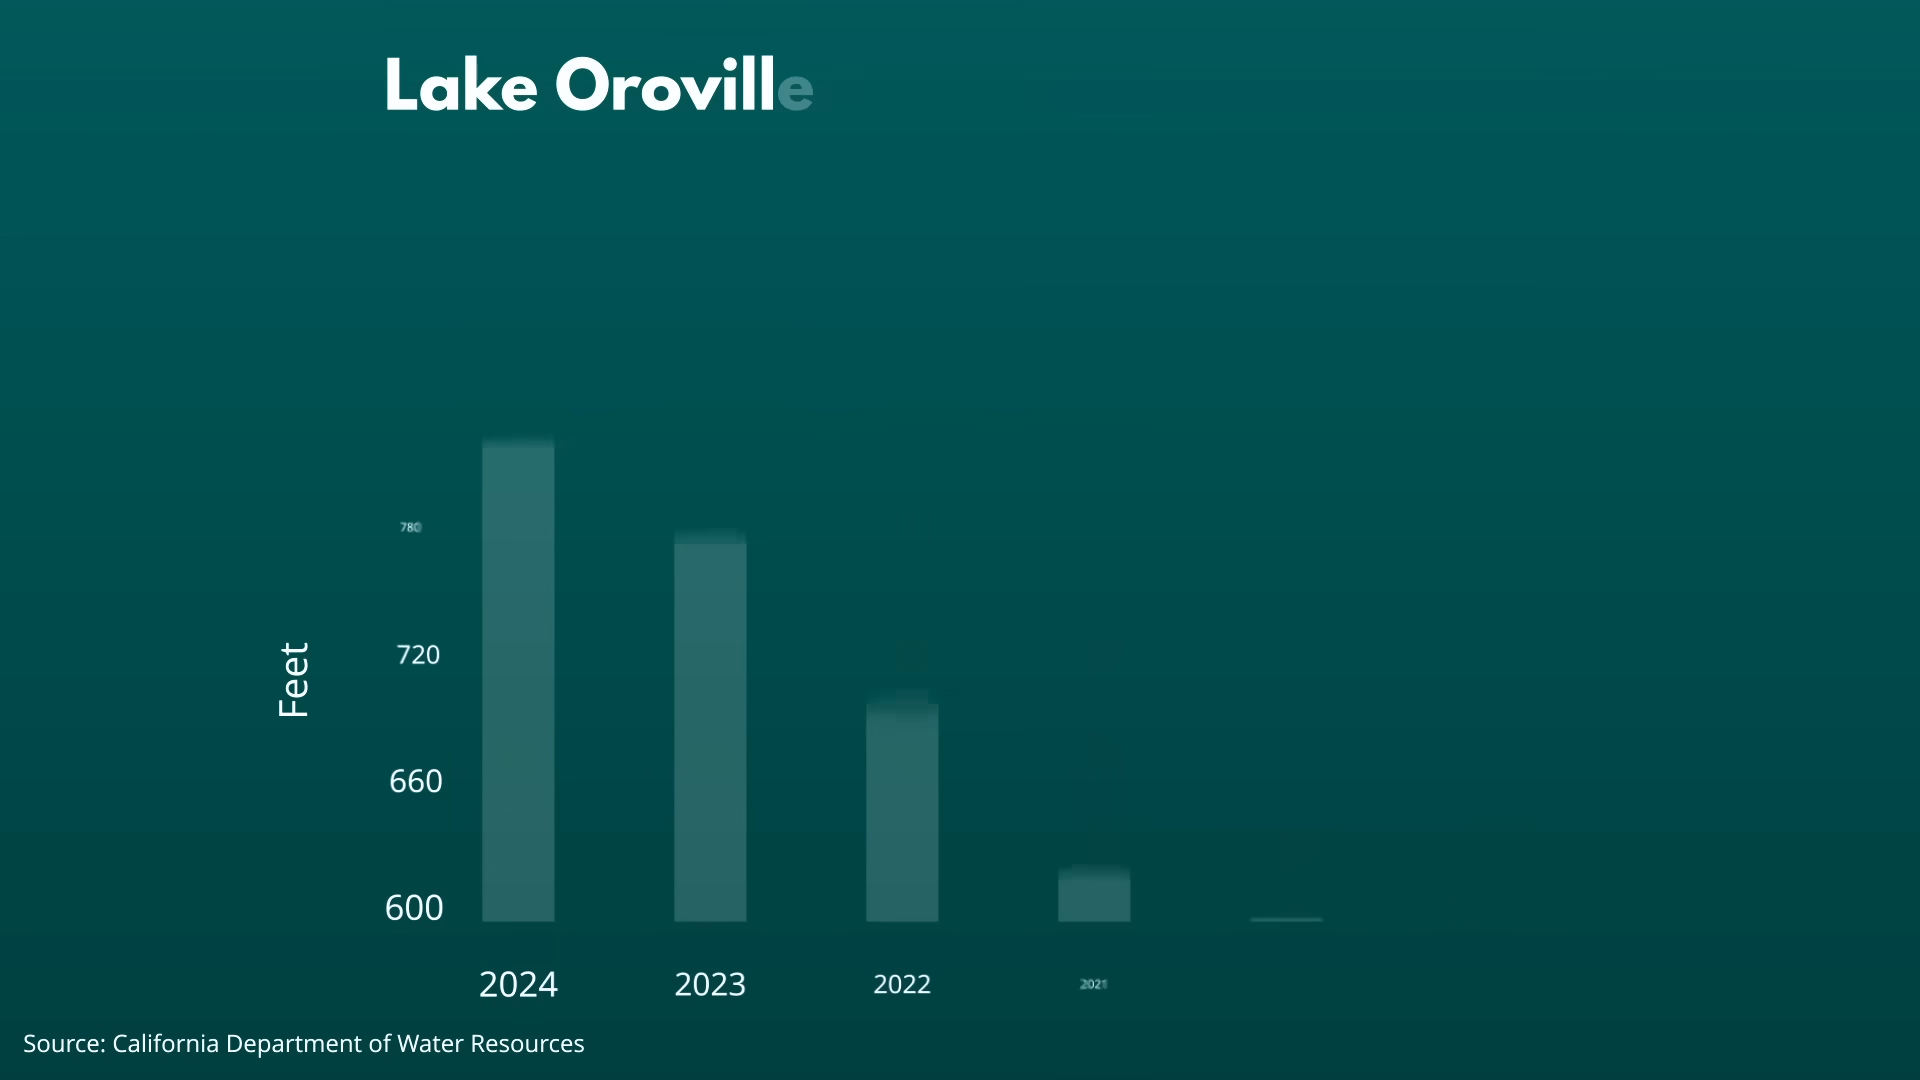 Lake Oroville
780
720
Feet
660
600
2024 2023 2022 2021
Source: California Department of Water Resources